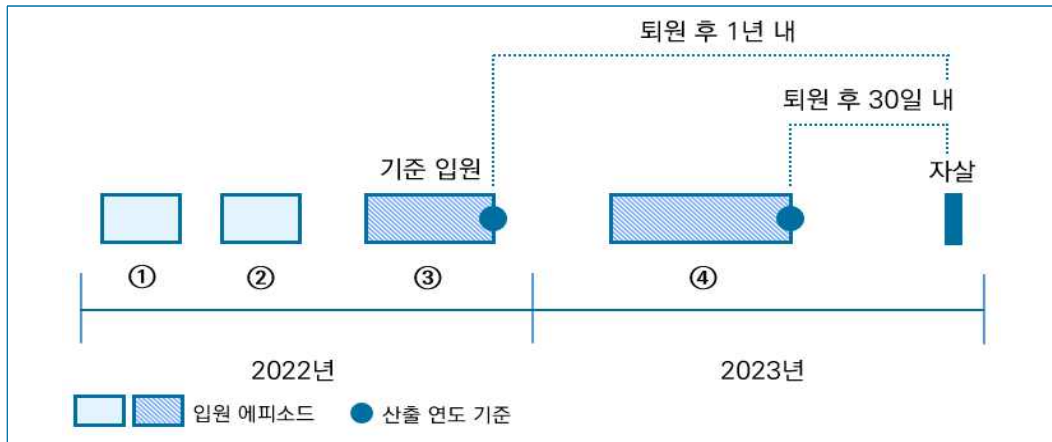 퇴원 후 1년 내
퇴원 후 30일 내
기준 입원
자살
① ② ③ ④
2022년 2023년
입원 에피소드 산출 연도 기준